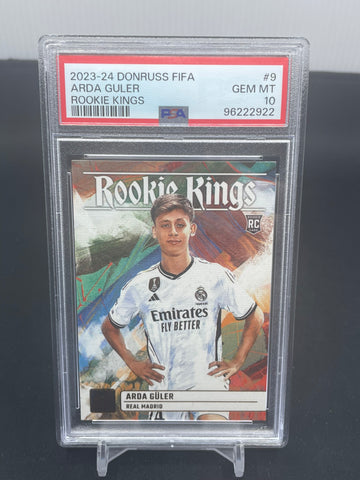 2023-24 DONRUSS FIFA #9
ARDA GULER GEM MT
ROOKIE KINGS PSA 10
96222922
Rookie Kings
RC
Emirates
FLY BETTER
ARDA GÜLER
REAL MADRID